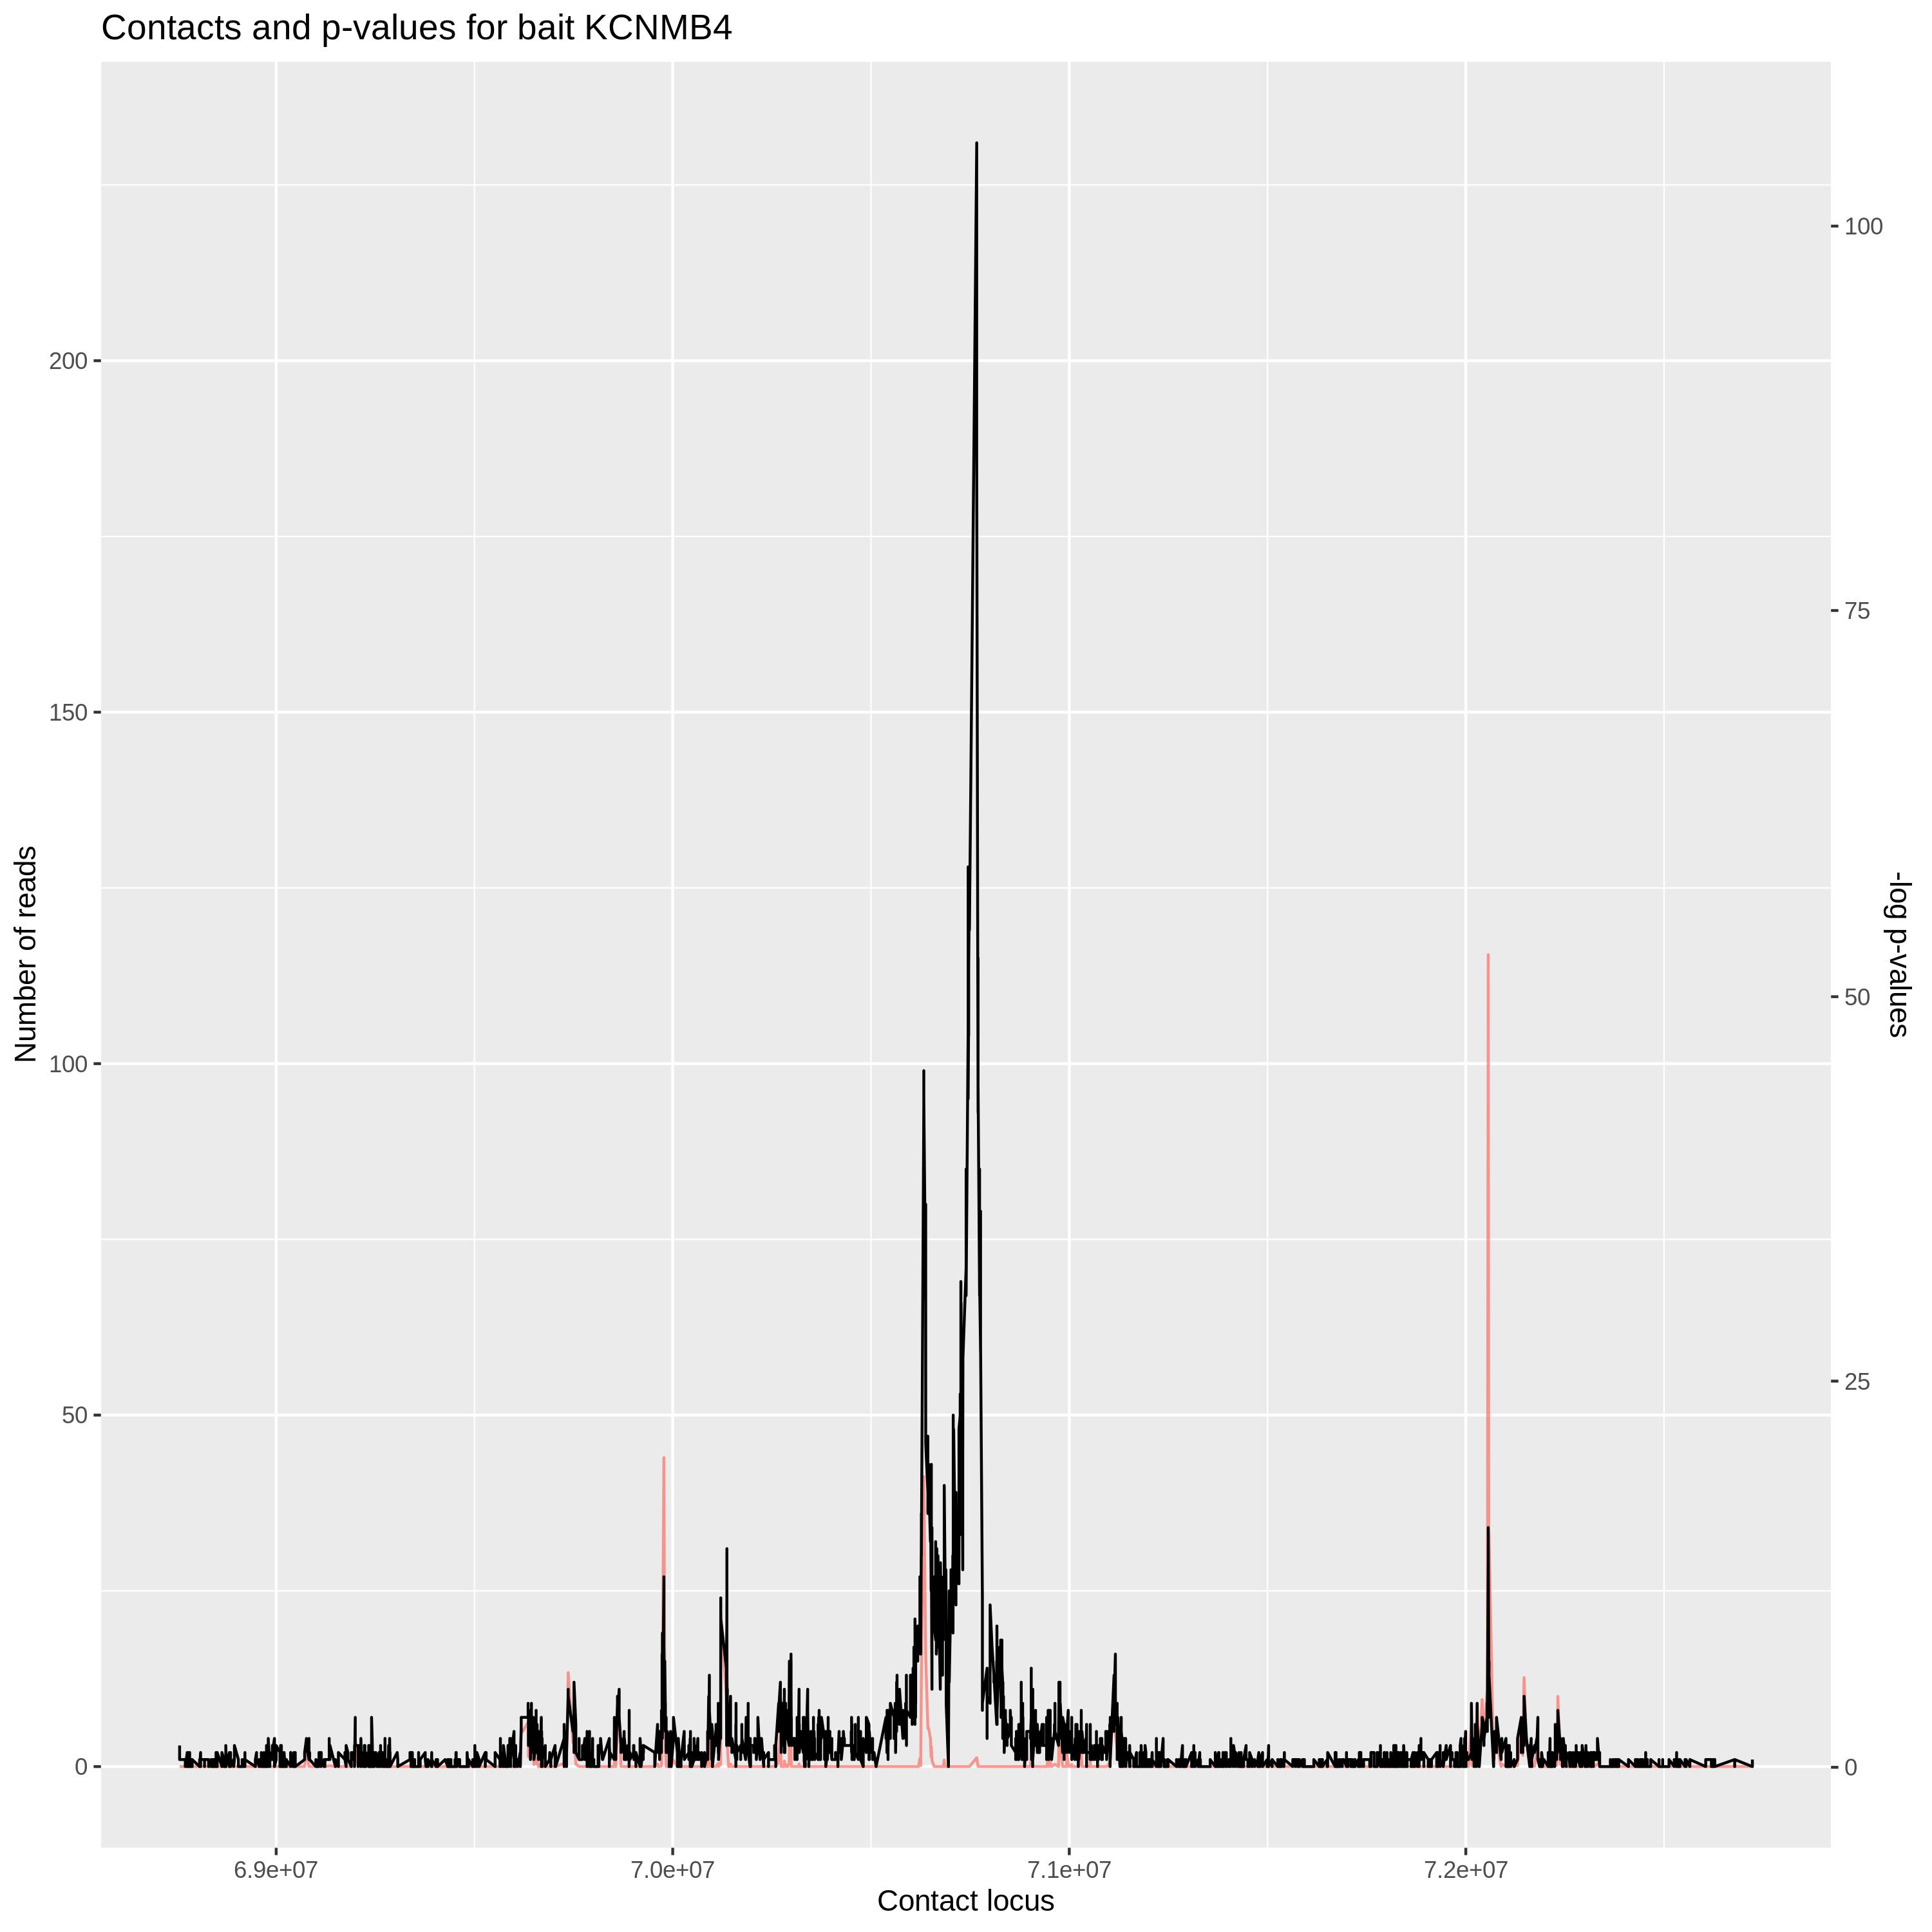 Contacts and p-values for bait KCNMB4
Number of reads
200
150
100
50
0
100
75
50
25
0
-log p-values
6.9e+07
7.0e+07
7.1e+07
7.2e+07
Contact locus